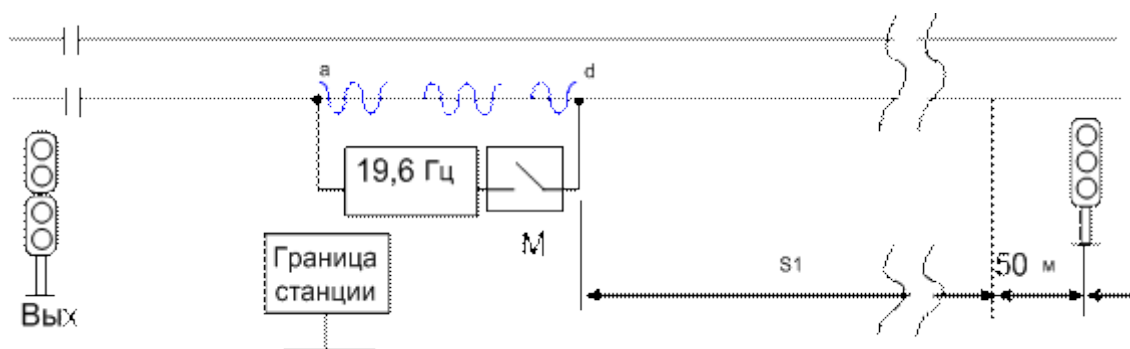 a
d
19,6 Гц
М
Граница
станции
Вых
S1
50 м